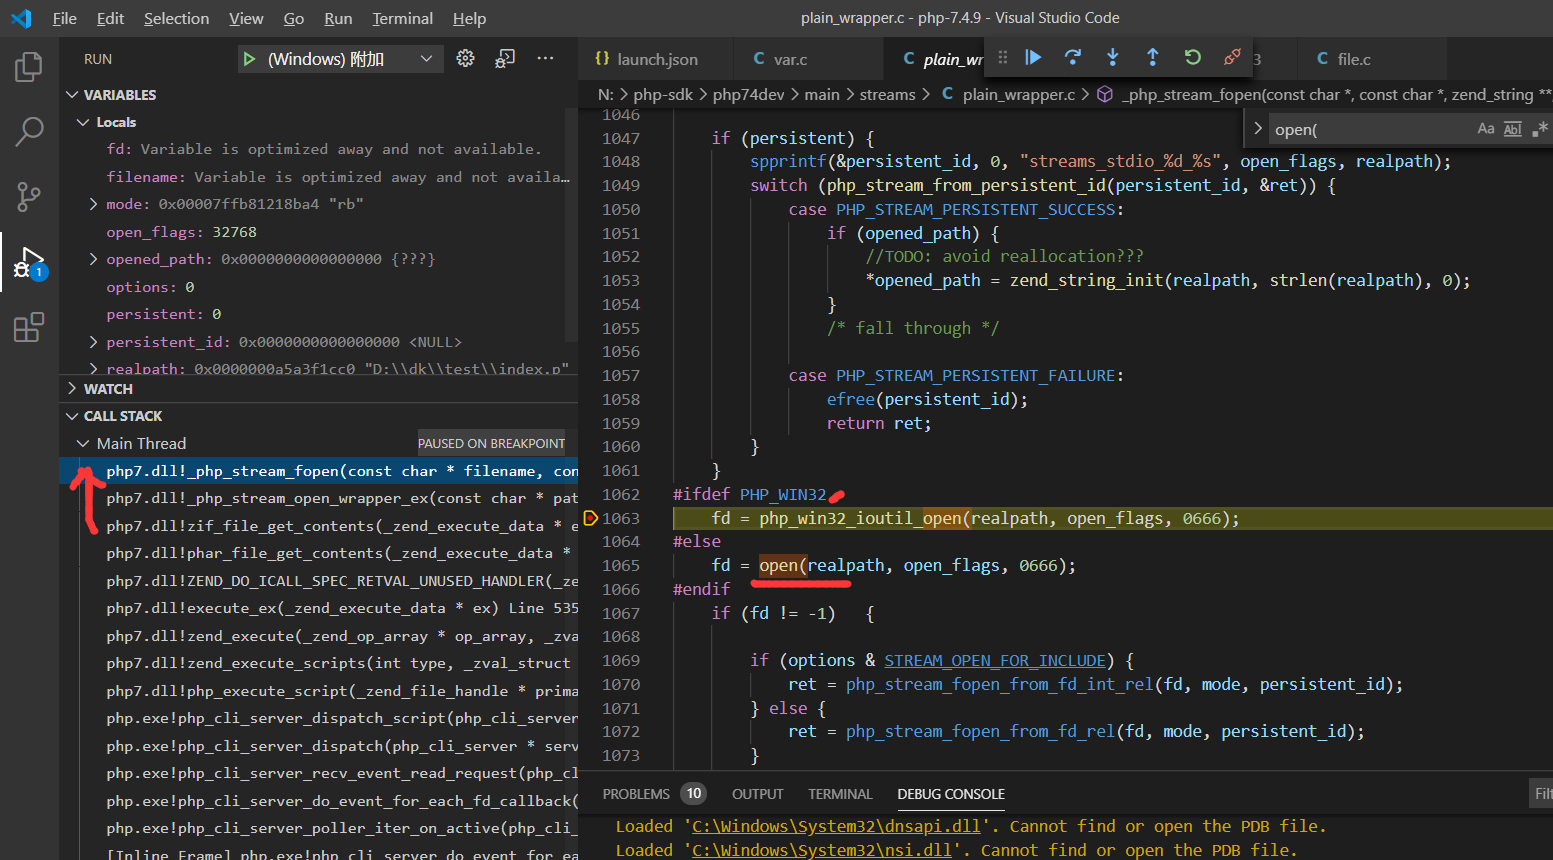 File Edit Selection View Go Run Terminal Help
plain_wrapper.c - php-7.4.9 - Visual Studio Code
RUN
(Windows) 附加
VARIABLES
Locals
fd: Variable is optimized away and not available.
filename: Variable is optimized away and not availa…
mode: 0x00007ffb81218ba4 "rb"
open_flags: 32768
opened_path: 0x0000000000000000 {???}
options: 0
persistent: 0
persistent_id: 0x0000000000000000 <NULL>
realpath: 0x0000000a5a3f1cc0 "D:\\dk\\test\\index.p"
WATCH
CALL STACK
Main Thread
PAUSED ON BREAKPOINT
php7.dll!_php_stream_fopen(const char * filename, con
php7.dll!_php_stream_open_wrapper_ex(const char * pat
php7.dll!zif_file_get_contents(_zend_execute_data * e
php7.dll!phar_file_get_contents(_zend_execute_data *
php7.dll!ZEND_DO_ICALL_SPEC_RETVAL_UNUSED_HANDLER(_ze
php7.dll!execute_ex(_zend_execute_data * ex) Line 535
php7.dll!zend_execute(_zend_op_array * op_array, _zva
php7.dll!zend_execute_scripts(int type, _zval_struct
php7.dll!php_execute_script(_zend_file_handle * prima
php.exe!php_cli_server_dispatch_script(php_cli_server
php.exe!php_cli_server_dispatch(php_cli_server * serv
php.exe!php_cli_server_recv_event_read_request(php_cl
php.exe!php_cli_server_do_event_for_each_fd_callback(
php.exe!php_cli_server_poller_iter_on_active(php_cli_
[Inline Frame] php.exe!php_cli_server_do_event_for_ea
1
launch.json
C var.c
C plain_wr
3
C file.c
N: > php-sdk > php74dev > main > streams > C plain_wrapper.c > _php_stream_fopen(const char *, const char *, zend_string **,
open(
Aa Abl .*
1046
1047 if (persistent) {
1048 spprintf(&persistent_id, 0, "streams_stdio_%d_%s", open_flags, realpath);
1049 switch (php_stream_from_persistent_id(persistent_id, &ret)) {
1050 case PHP_STREAM_PERSISTENT_SUCCESS:
1051 if (opened_path) {
1052 //TODO: avoid reallocation???
1053 *opened_path = zend_string_init(realpath, strlen(realpath), 0);
1054 }
1055 /* fall through */
1056
1057 case PHP_STREAM_PERSISTENT_FAILURE:
1058 efree(persistent_id);
1059 return ret;
1060 }
1061 }
1062 #ifdef PHP_WIN32
1063 fd = php_win32_ioutil_open(realpath, open_flags, 0666);
1064 #else
1065 fd = open(realpath, open_flags, 0666);
1066 #endif
1067 if (fd != -1) {
1068
1069 if (options & STREAM_OPEN_FOR_INCLUDE) {
1070 ret = php_stream_fopen_from_fd_int_rel(fd, mode, persistent_id);
1071 } else {
1072 ret = php_stream_fopen_from_fd_rel(fd, mode, persistent_id);
1073 }
PROBLEMS 10 OUTPUT TERMINAL DEBUG CONSOLE
Filt
Loaded 'C:\Windows\System32\dnsapi.dll'. Cannot find or open the PDB file.
Loaded 'C:\Windows\System32\nsi.dll'. Cannot find or open the PDB file.